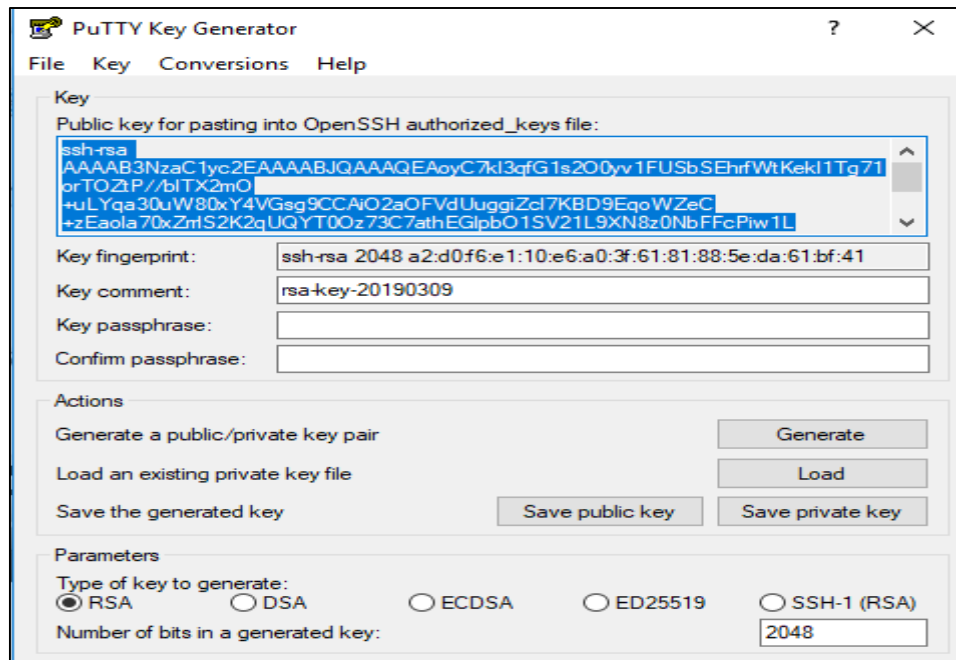 PuTTY Key Generator
? ×
File Key Conversions Help
Key
Public key for pasting into OpenSSH authorized_keys file:
ssh-rsa
AAAAB3NzaC1yc2EAAAABJQAAAQEAoyC7kI3qfG1s2O0yv1FUSbSEhrfWtKekI1Tg71
orTOZtP//bITX2mO
+uLYqa30uW80xY4VGsg9CCAiO2aOFVdUuggiZcI7KBD9EqoWZeC
+zEaoIa70xZmS2K2qUQYT0Oz73C7athEGIpbO1SV21L9XN8z0NbFFcPiw1L
Key fingerprint: ssh-rsa 2048 a2:d0:f6:e1:10:e6:a0:3f:61:81:88:5e:da:61:bf:41
Key comment: rsa-key-20190309
Key passphrase:
Confirm passphrase:
Actions
Generate a public/private key pair Generate
Load an existing private key file Load
Save the generated key Save public key Save private key
Parameters
Type of key to generate:
RSA DSA ECDSA ED25519 SSH-1 (RSA)
Number of bits in a generated key: 2048